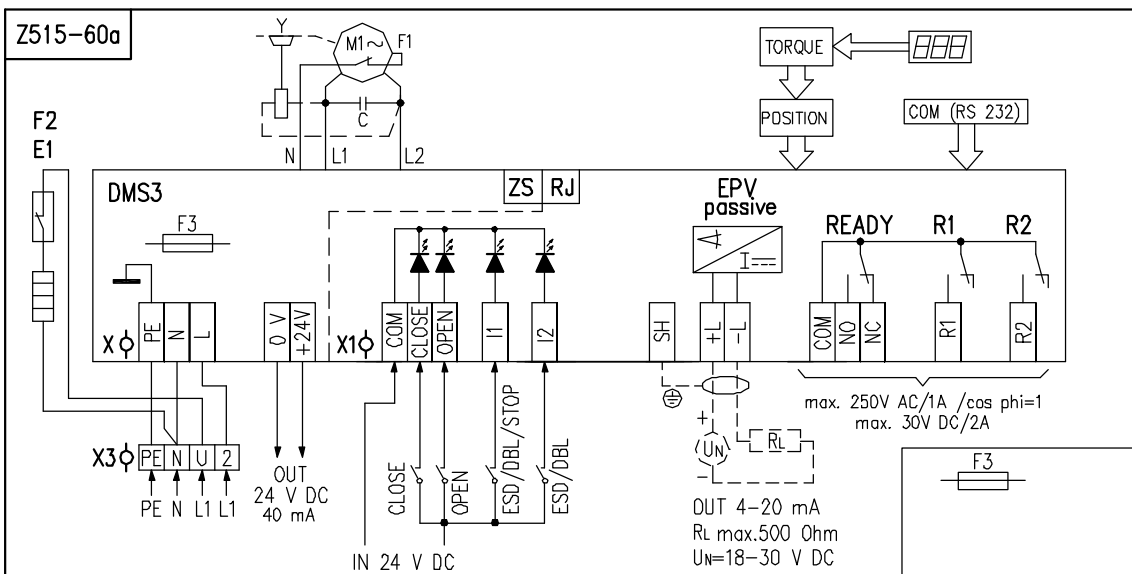 Z515-60a
Y
M1~
F1
C
N
L1
L2
TORQUE
POSITION
COM (RS 232)
F2
E1
DMS3
F3
ZS
RJ
EPV
passive
I
READY
R1
R2
X
PE
N
L
0 V
+24V
X1
COM
CLOSE
OPEN
I1
I2
SH
+L
-L
COM
NO
NC
R1
R2
max. 250V AC/1A /cos phi=1
max. 30V DC/2A
X3
PE
N
U
2
PE
N
L1
L1
OUT
24 V DC
40 mA
CLOSE
OPEN
ESD/DBL/STOP
ESD/DBL
IN 24 V DC
+
UN
-
RL
OUT 4-20 mA
RL max.500 Ohm
UN=18-30 V DC
F3